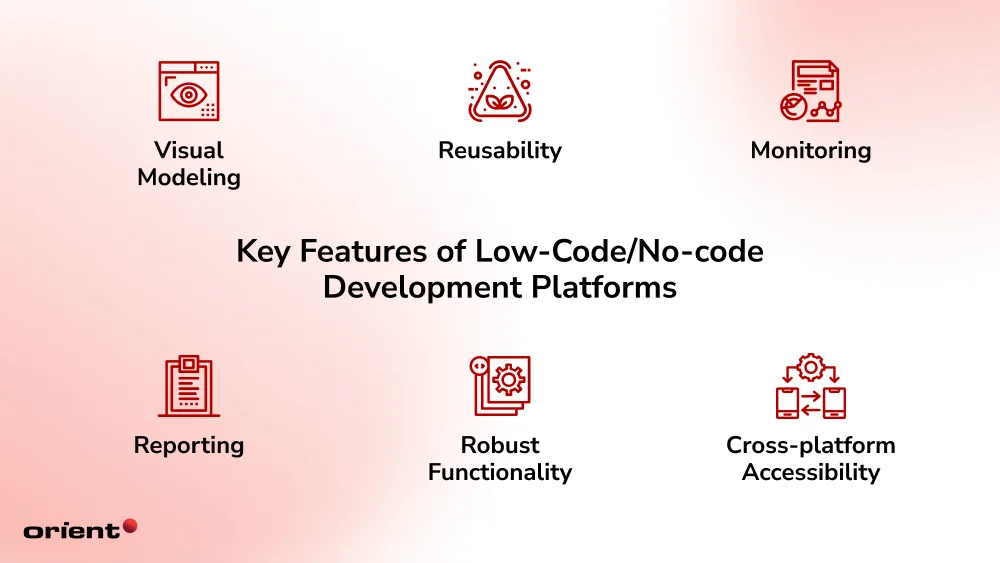 Visual
Modeling
Reusability
Monitoring
Key Features of Low-Code/No-code
Development Platforms
Reporting
Robust
Functionality
Cross-platform
Accessibility
orient